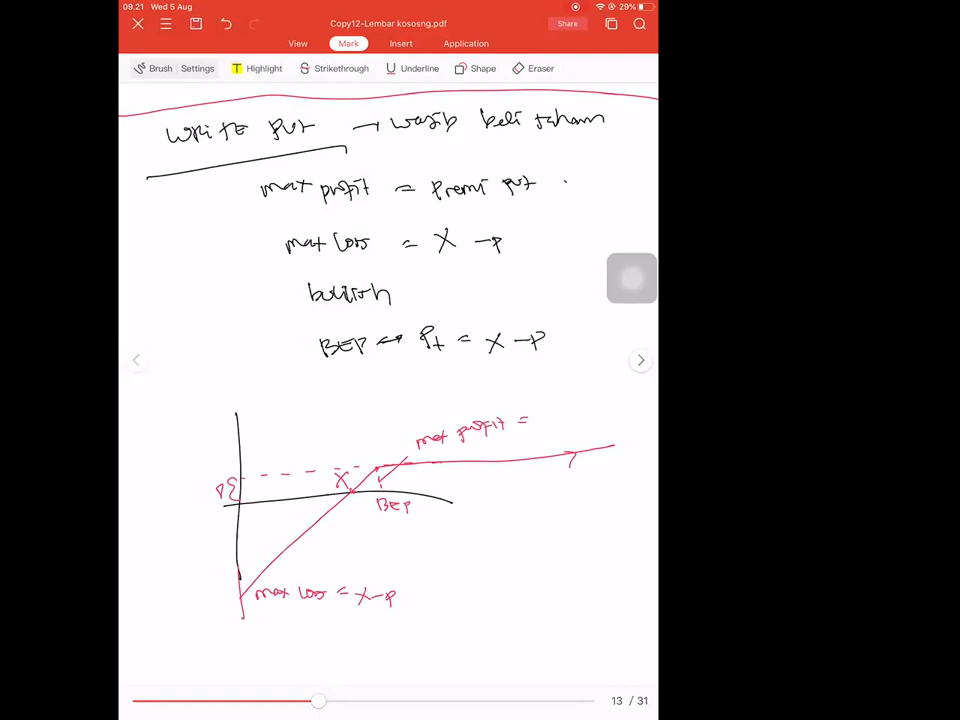 09.21 Wed 5 Aug
29%
Copy12-Lembar kososng.pdf
Share
View Mark Insert Application
Brush Settings Highlight Strikethrough Underline Shape Eraser
WRITE PUT → wajib beli saham
max profit = premi put
max loss = X - P
bullish
BEP → Pt = X - P
max profit =
P
X
BEP
max loss = X - P
13 / 31